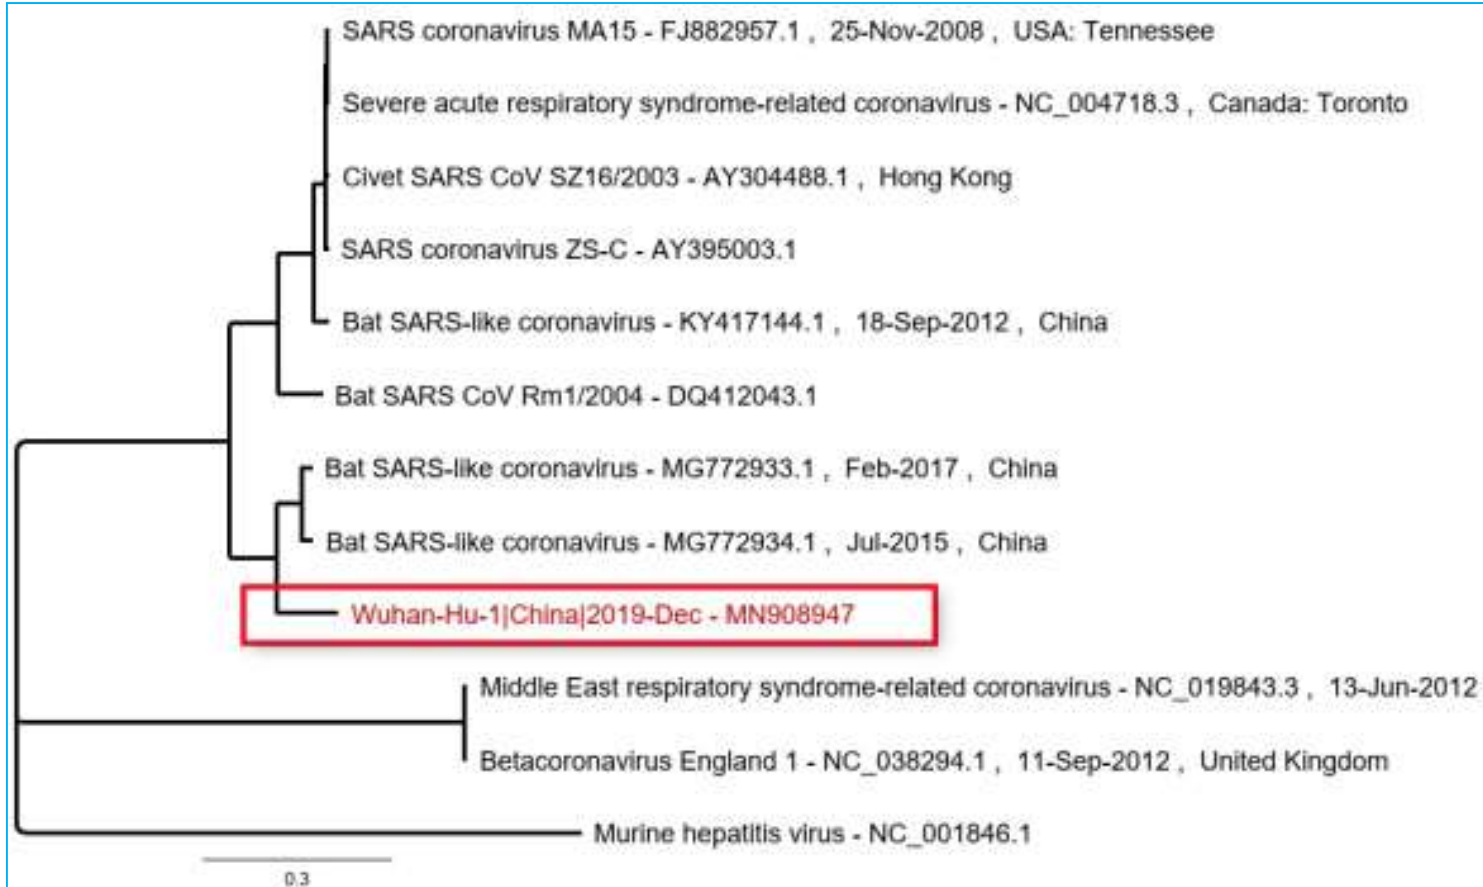 SARS coronavirus MA15 - FJ882957.1 , 25-Nov-2008 , USA: Tennessee
Severe acute respiratory syndrome-related coronavirus - NC_004718.3 , Canada: Toronto
Civet SARS CoV SZ16/2003 - AY304488.1 , Hong Kong
SARS coronavirus ZS-C - AY395003.1
Bat SARS-like coronavirus - KY417144.1 , 18-Sep-2012 , China
Bat SARS CoV Rm1/2004 - DQ412043.1
Bat SARS-like coronavirus - MG772933.1 , Feb-2017 , China
Bat SARS-like coronavirus - MG772934.1 , Jul-2015 , China
Wuhan-Hu-1|China|2019-Dec - MN908947
Middle East respiratory syndrome-related coronavirus - NC_019843.3 , 13-Jun-2012
Betacoronavirus England 1 - NC_038294.1 , 11-Sep-2012 , United Kingdom
Murine hepatitis virus - NC_001846.1
0.3